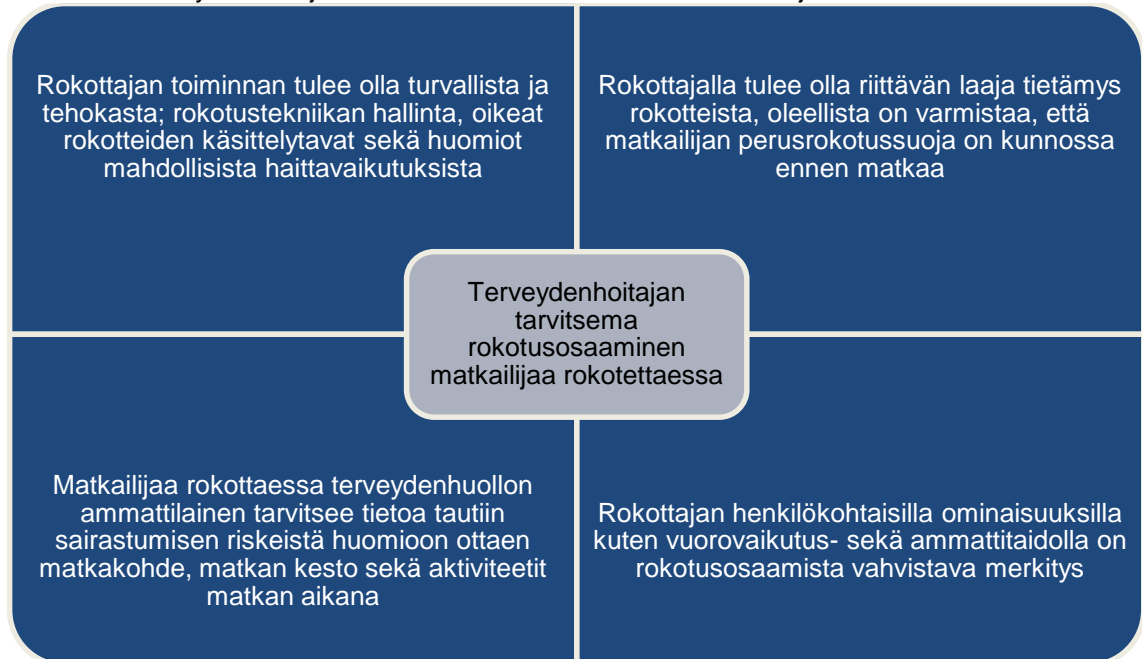 Rokottajan toiminnan tulee olla turvallista ja
tehokasta; rokotustekniikan hallinta, oikeat
rokotteiden käsittelytavat sekä huomiot
mahdollisista haittavaikutuksista
Rokottajalla tulee olla riittävän laaja tietämys
rokotteista, oleellista on varmistaa, että
matkailijan perusrokotussuoja on kunnossa
ennen matkaa
Terveydenhoitajan
tarvitsema
rokotusosaaminen
matkailijaa rokotettaessa
Matkailijaa rokottaessa terveydenhuollon
ammattilainen tarvitsee tietoa tautiin
sairastumisen riskeistä huomioon ottaen
matkakohde, matkan kesto sekä aktiviteetit
matkan aikana
Rokottajan henkilökohtaisilla ominaisuuksilla
kuten vuorovaikutus- sekä ammattitaidolla on
rokotusosaamista vahvistava merkitys